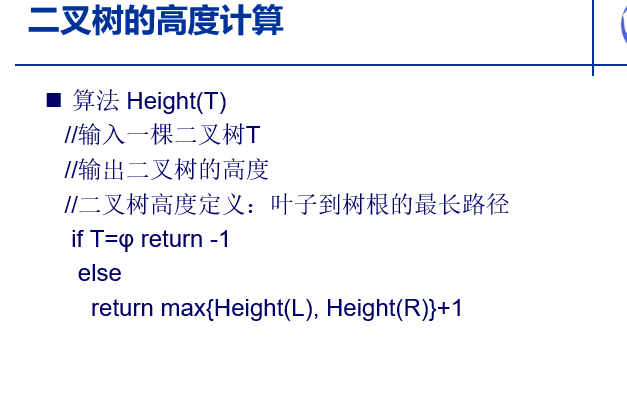 二叉树的高度计算
■ 算法 Height(T)
//输入一棵二叉树T
//输出二叉树的高度
//二叉树高度定义：叶子到树根的最长路径
if T=φ return -1
else
return max{Height(L), Height(R)}+1